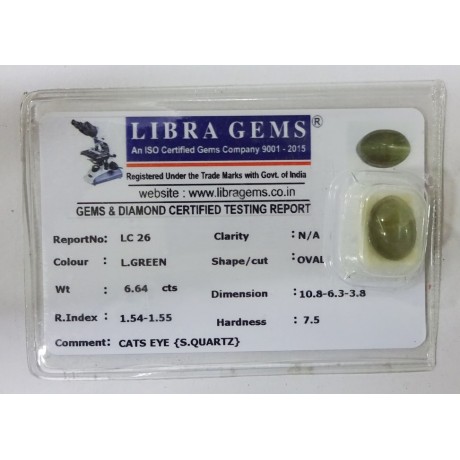 LIBRA GEMS®
An ISO Certified Gems Company 9001 - 2015
Registered Under the Trade Marks with Govt. of India
website : www.libragems.co.in
GEMS & DIAMOND CERTIFIED TESTING REPORT
ReportNo: LC 26 Clarity : N/A
Colour : L.GREEN Shape/cut : OVAL
Wt : 6.64 cts Dimension :10.8-6.3-3.8
R.Index : 1.54-1.55 Hardness : 7.5
Comment: CATS EYE {S.QUARTZ}